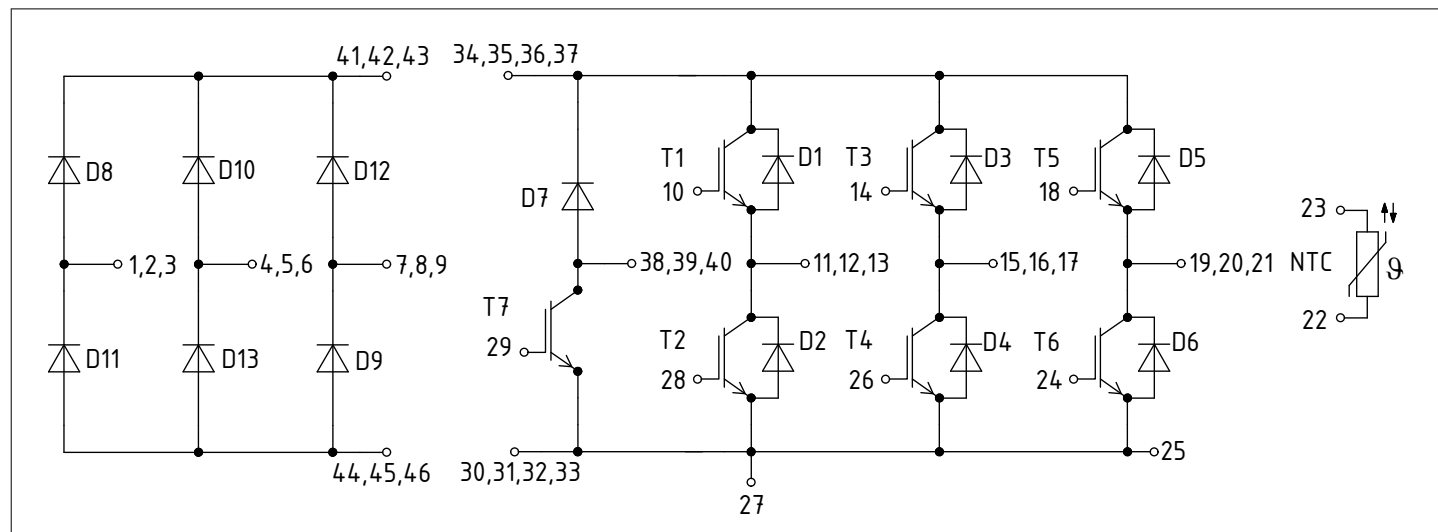 41,42,43
34,35,36,37
D8
D10
D12
D7
T1
10
D1
T3
14
D3
T5
18
D5
23
1,2,3
4,5,6
7,8,9
38,39,40
11,12,13
15,16,17
19,20,21
NTC
ϑ
22
D11
D13
D9
T7
29
T2
28
D2
T4
26
D4
T6
24
D6
44,45,46
30,31,32,33
25
27